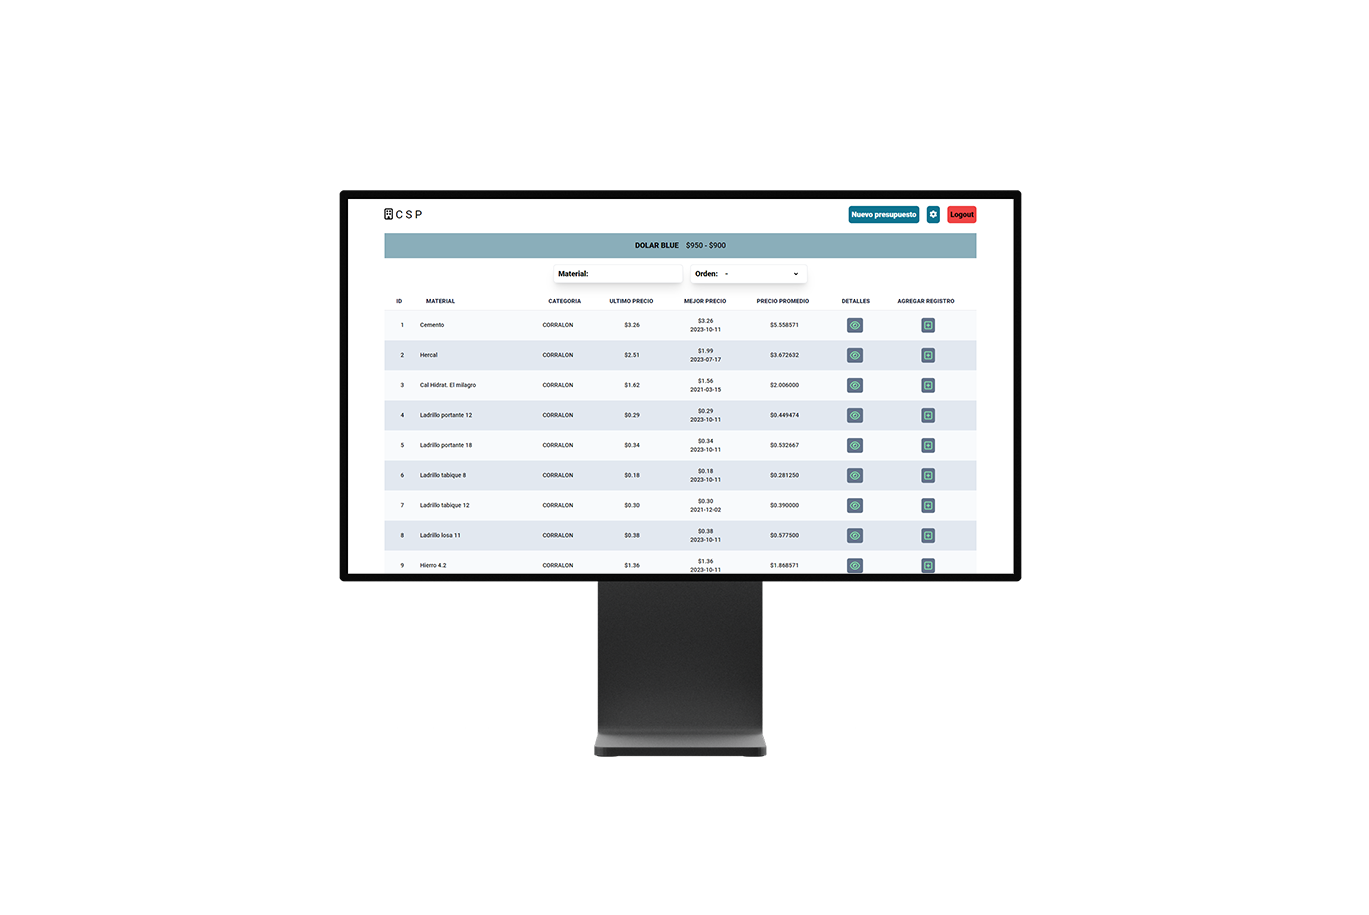 CSP
Nuevo presupuesto
Logout
DOLAR BLUE $950 - $900
Material:
Orden: -
ID MATERIAL CATEGORIA ULTIMO PRECIO MEJOR PRECIO PRECIO PROMEDIO DETALLES AGREGAR REGISTRO
1 Cemento CORRALON $3.26 $3.26 $5.558571
2023-10-11
2 Hercal CORRALON $2.51 $1.99 $3.672632
2023-07-17
3 Cal Hidrat. El milagro CORRALON $1.62 $1.56 $2.006000
2021-03-15
4 Ladrillo portante 12 CORRALON $0.29 $0.29 $0.449474
2023-10-11
5 Ladrillo portante 18 CORRALON $0.34 $0.34 $0.532667
2023-10-11
6 Ladrillo tabique 8 CORRALON $0.18 $0.18 $0.281250
2023-10-11
7 Ladrillo tabique 12 CORRALON $0.30 $0.30 $0.390000
2021-12-02
8 Ladrillo losa 11 CORRALON $0.38 $0.38 $0.577500
2023-10-11
9 Hierro 4.2 CORRALON $1.36 $1.36 $1.868571
2023-10-11